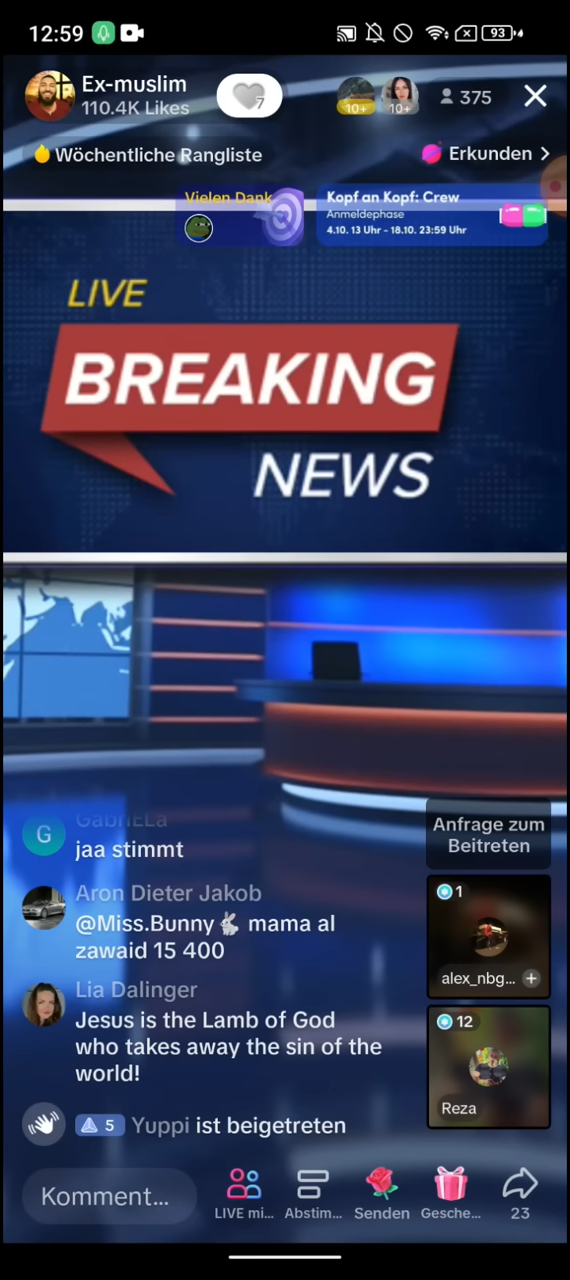 12:59
93
Ex-muslim
110.4K Likes
7
10+
10+
375
Wöchentliche Rangliste
Erkunden
Vielen Dank
Kopf an Kopf: Crew
Anmeldephase
4.10. 13 Uhr - 18.10. 23:59 Uhr
LIVE
BREAKING
NEWS
GabriELa
G
jaa stimmt
Anfrage zum
Beitreten
Aron Dieter Jakob
@Miss.Bunny🐇 mama al
zawaid 15 400
1
alex_nbg...
Lia Dalinger
Jesus is the Lamb of God
who takes away the sin of the
world!
12
Reza
5 Yuppi ist beigetreten
Komment...
LIVE mi...
Abstim...
Senden
Gesche...
23